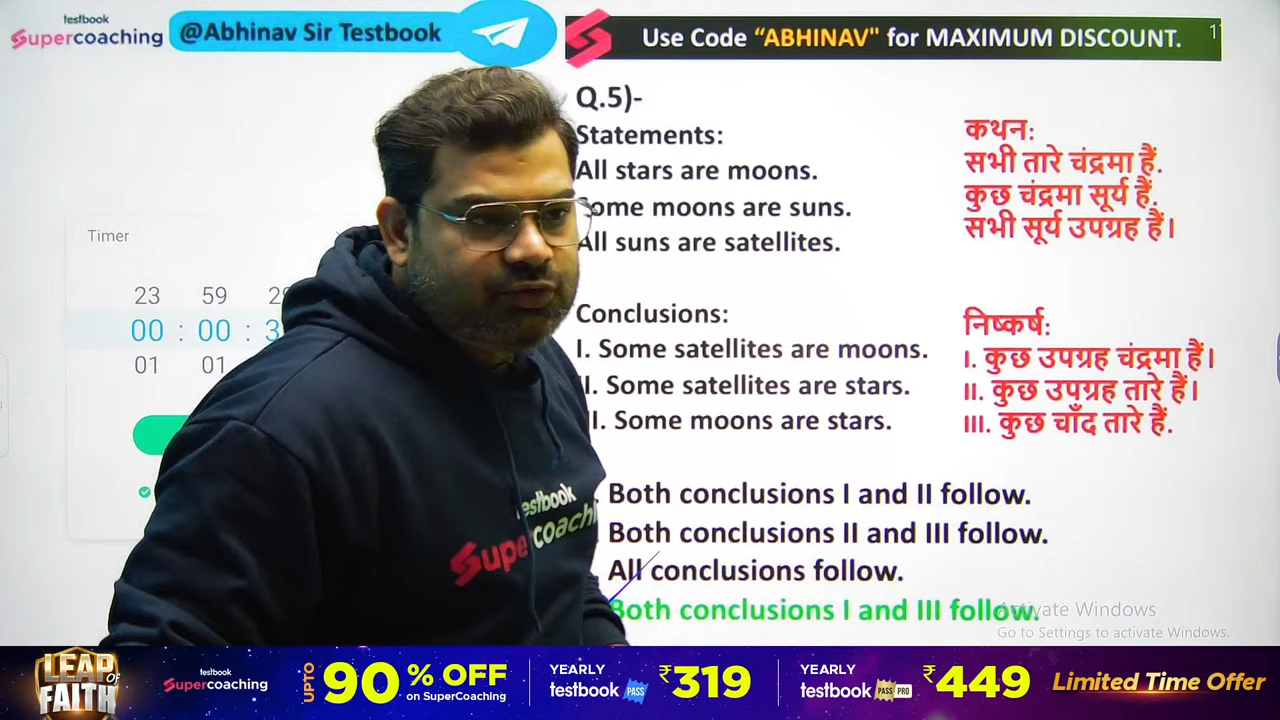 testbook
Supercoaching
@Abhinav Sir Testbook
Use Code “ABHINAV" for MAXIMUM DISCOUNT.
Q.5)-
Statements:
All stars are moons.
ome moons are suns.
All suns are satellites.
Conclusions:
I. Some satellites are moons.
I. Some satellites are stars.
I. Some moons are stars.
Both conclusions I and II follow.
Both conclusions II and III follow.
All conclusions follow.
Both conclusions I and III follow.
कथन:
सभी तारे चंद्रमा हैं.
कुछ चंद्रमा सूर्य हैं.
सभी सूर्य उपग्रह हैं।
निष्कर्ष:
I. कुछ उपग्रह चंद्रमा हैं।
II. कुछ उपग्रह तारे हैं।
III. कुछ चाँद तारे हैं.
Timer
23 59 29
00 : 00 : 3
01 01
estbook
Supercoach
Activate Windows
Go to Settings to activate Windows.
LEAP OF FAITH
testbook
Supercoaching
UPTO 90% OFF
on SuperCoaching
YEARLY
testbook PASS
₹319
YEARLY
testbook PASS PRO
₹449
Limited Time Offer